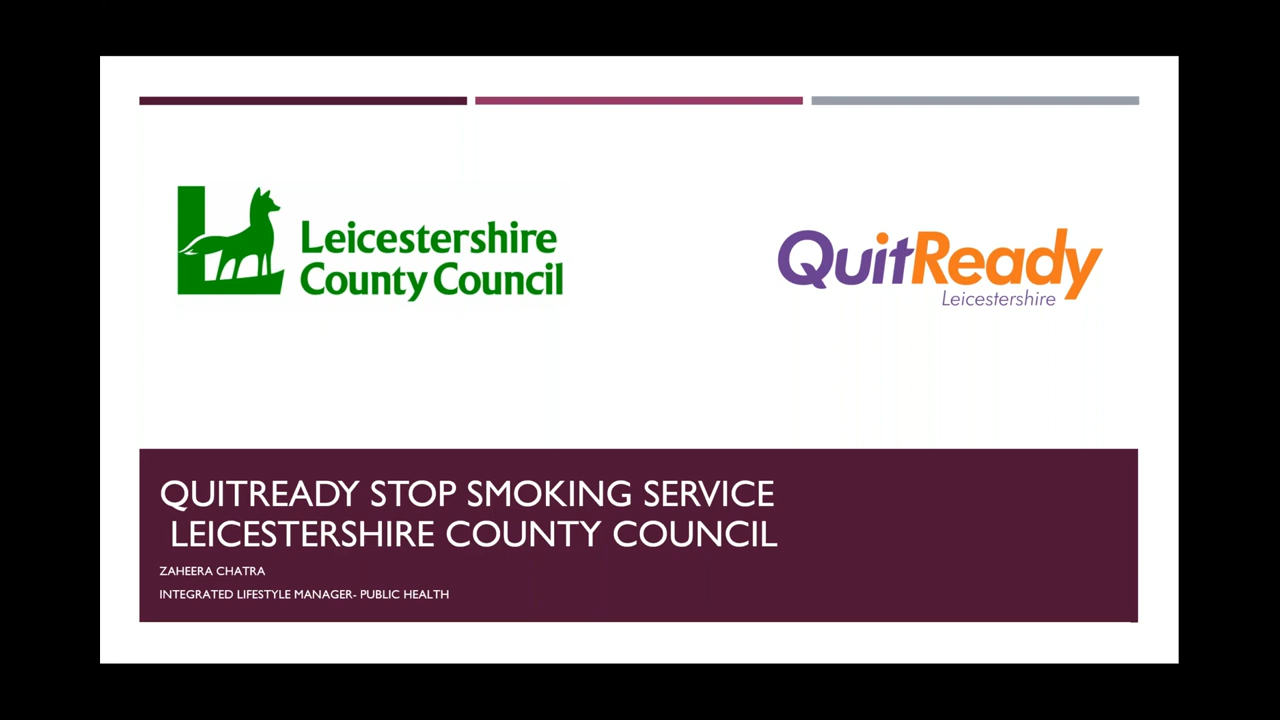 Leicestershire
County Council
QuitReady
Leicestershire
QUITREADY STOP SMOKING SERVICE
LEICESTERSHIRE COUNTY COUNCIL
ZAHEERA CHATRA
INTEGRATED LIFESTYLE MANAGER- PUBLIC HEALTH